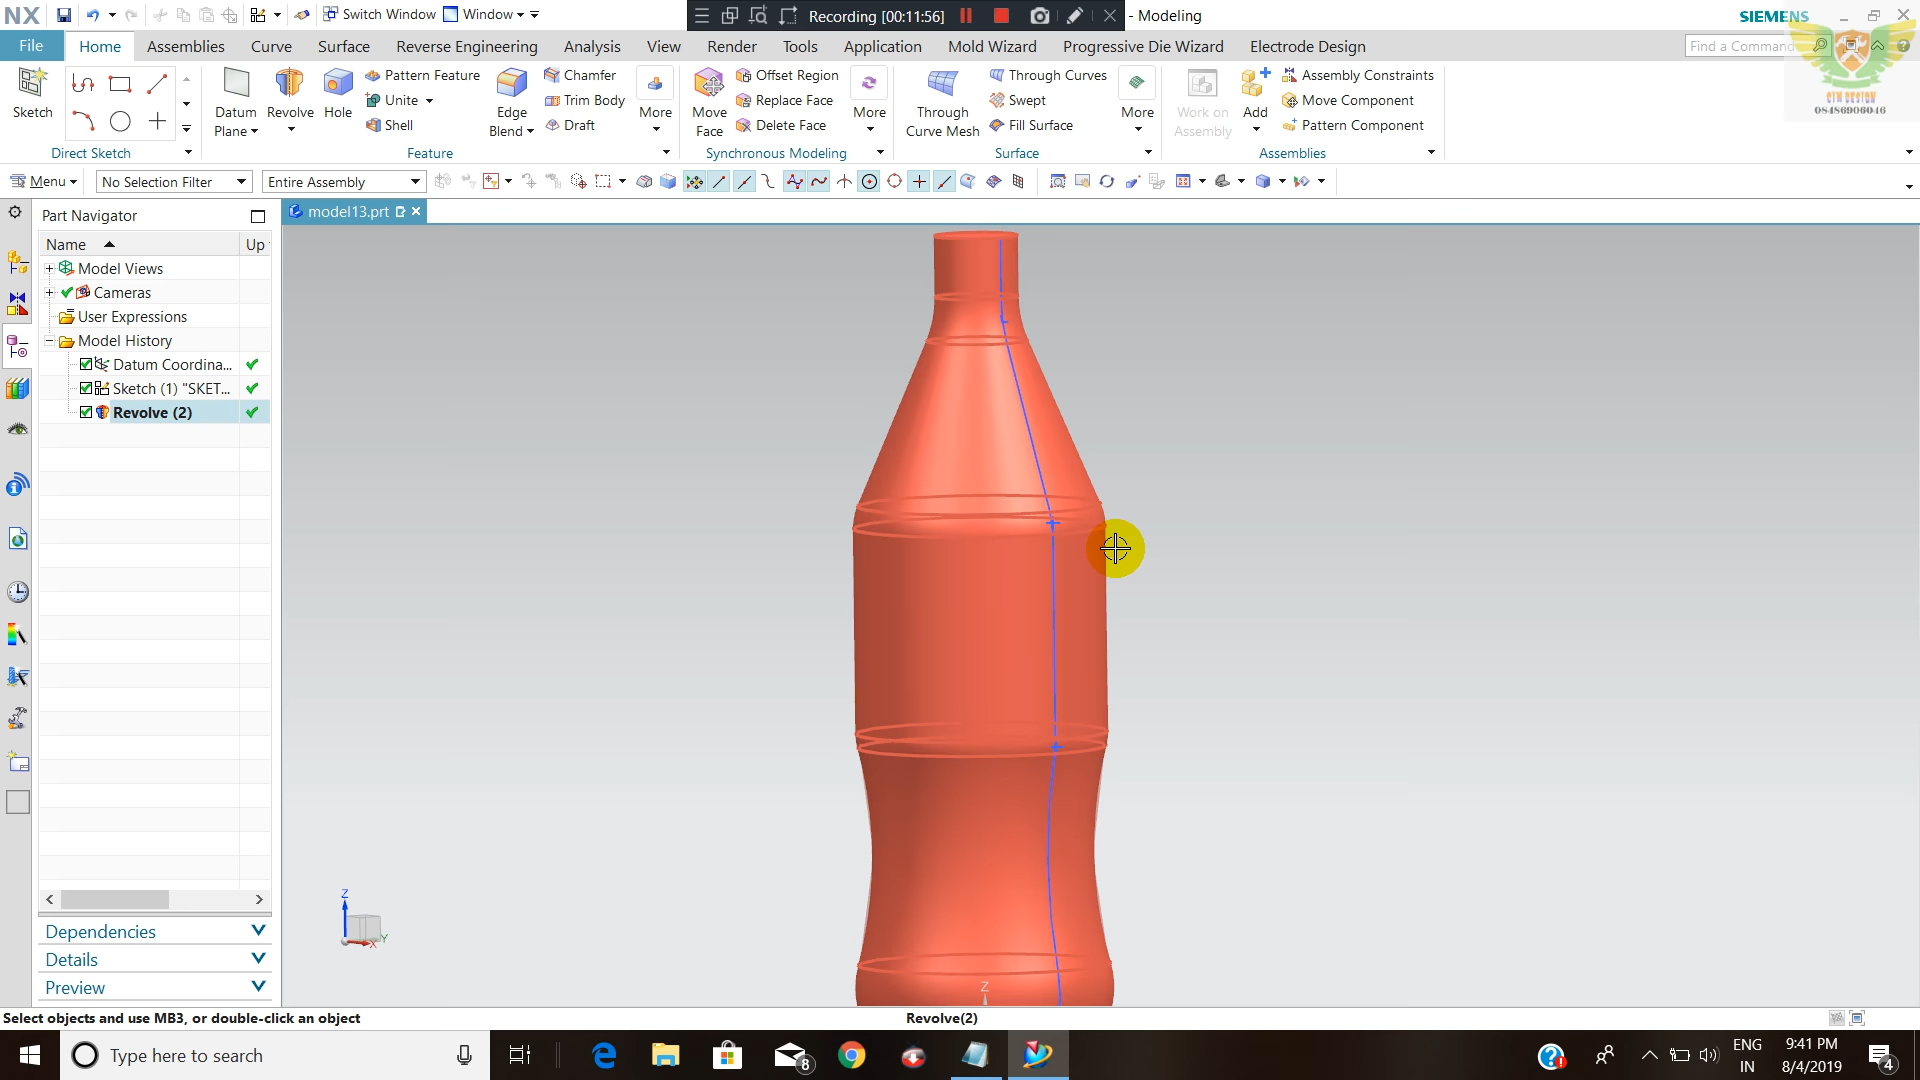 NX Switch Window Window Recording [00:11:56] - Modeling SIEMENS
File Home Assemblies Curve Surface Reverse Engineering Analysis View Render Tools Application Mold Wizard Progressive Die Wizard Electrode Design Find a Command
Sketch
Direct Sketch
Datum Plane
Revolve
Hole
Pattern Feature
Unite
Shell
Edge Blend
Chamfer
Trim Body
Draft
More
Feature
Move Face
Offset Region
Replace Face
Delete Face
More
Synchronous Modeling
Through Curve Mesh
Through Curves
Swept
Fill Surface
More
Surface
Work on Assembly
Add
Assembly Constraints
Move Component
Pattern Component
Assemblies
CTM DESIGN
08486906046
Menu No Selection Filter Entire Assembly
Part Navigator
model13.prt
Name Up
Model Views
Cameras
User Expressions
Model History
Datum Coordina...
Sketch (1) "SKET...
Revolve (2)
Z
Y
X
Z
Dependencies
Details
Preview
Select objects and use MB3, or double-click an object Revolve(2)
Type here to search
8
ENG
IN
9:41 PM
8/4/2019
4